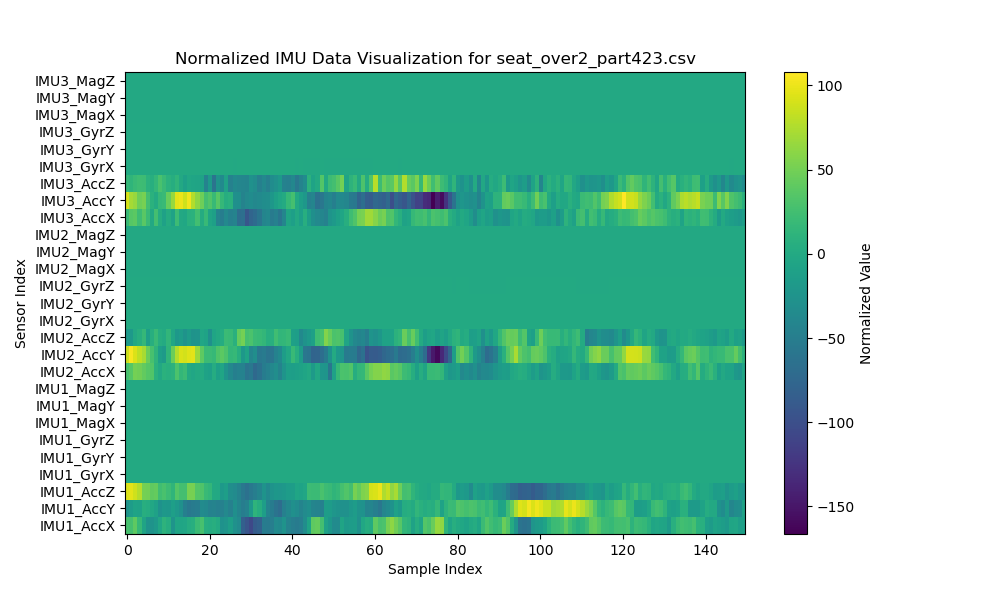 Normalized IMU Data Visualization for seat_over2_part423.csv
IMU3_MagZ
IMU3_MagY
IMU3_MagX
IMU3_GyrZ
IMU3_GyrY
IMU3_GyrX
IMU3_AccZ
IMU3_AccY
IMU3_AccX
IMU2_MagZ
IMU2_MagY
IMU2_MagX
IMU2_GyrZ
IMU2_GyrY
IMU2_GyrX
IMU2_AccZ
IMU2_AccY
IMU2_AccX
IMU1_MagZ
IMU1_MagY
IMU1_MagX
IMU1_GyrZ
IMU1_GyrY
IMU1_GyrX
IMU1_AccZ
IMU1_AccY
IMU1_AccX
Sensor Index
0 20 40 60 80 100 120 140
Sample Index
100
50
0
−50
−100
−150
Normalized Value